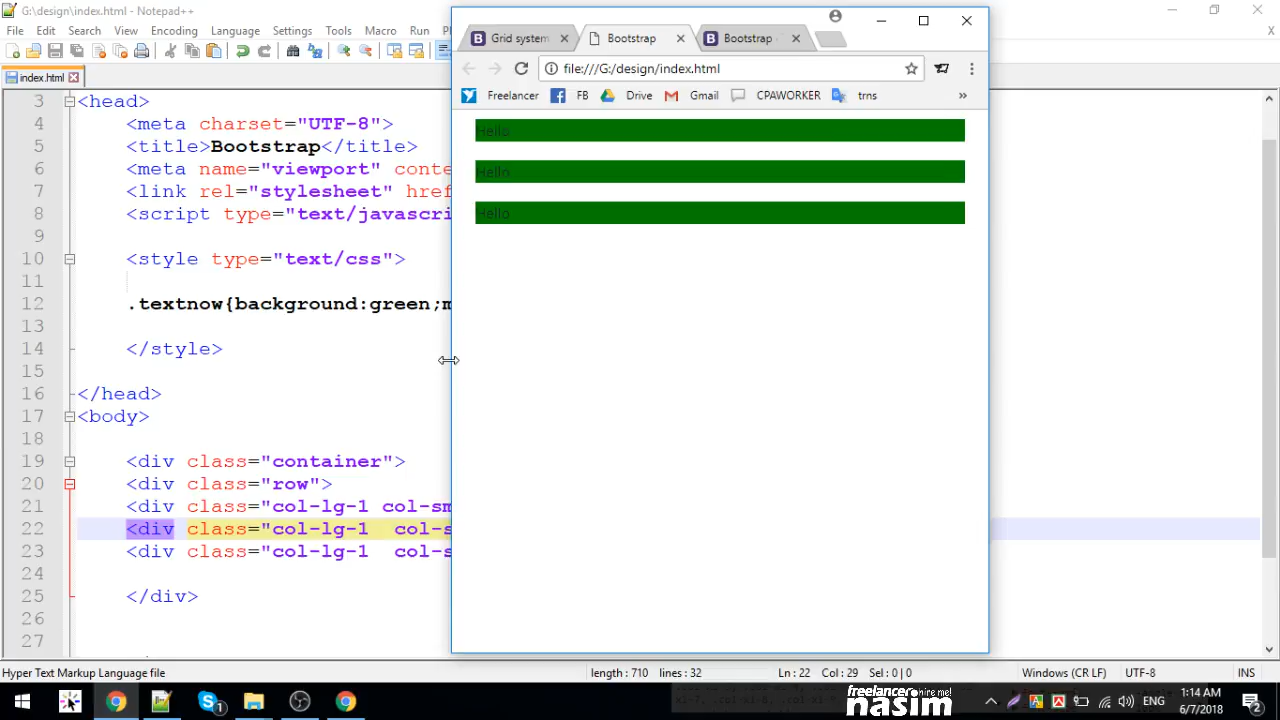 G:\design\index.html - Notepad++
File Edit Search View Encoding Language Settings Tools Macro Run
index.html
3 <head>
4 <meta charset="UTF-8">
5 <title>Bootstrap</title>
6 <meta name="viewport" conte
7 <link rel="stylesheet" href
8 <script type="text/javascri
9
10 <style type="text/css">
11
12 .textnow{background:green;m
13
14 </style>
15
16 </head>
17 <body>
18
19 <div class="container">
20 <div class="row">
21 <div class="col-lg-1 col-sm
22 <div class="col-lg-1 col-s
23 <div class="col-lg-1 col-s
24
25 </div>
26
27
Grid system
Bootstrap
Bootstrap
file:///G:/design/index.html
Freelancer FB Drive Gmail CPAWORKER trns »
Hello
Hello
Hello
Hyper Text Markup Language file length : 710 lines : 32 Ln : 22 Col : 29 Sel : 0 | 0 Windows (CR LF) UTF-8 INS
freelancer hire me!
nasim
ENG
1:14 AM
6/7/2018
1
2